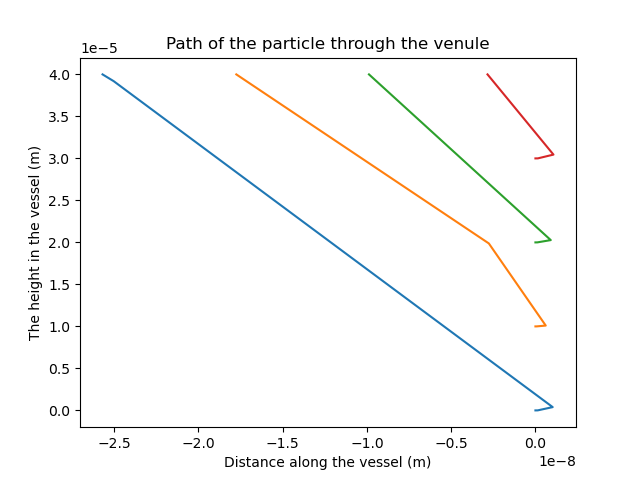 Path of the particle through the venule
1e−5
The height in the vessel (m)
4.0
3.5
3.0
2.5
2.0
1.5
1.0
0.5
0.0
−2.5 −2.0 −1.5 −1.0 −0.5 0.0
1e−8
Distance along the vessel (m)